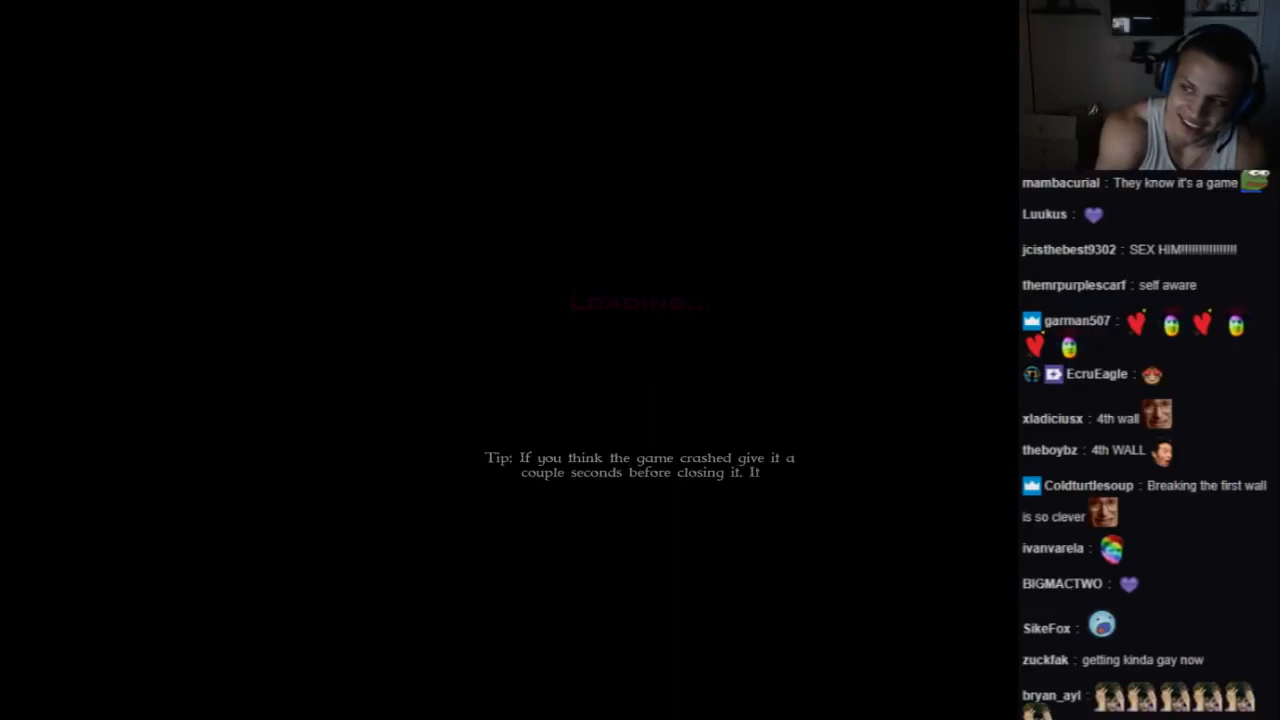 Loading...
Tip: If you think the game crashed give it a
couple seconds before closing it. It
mambacurial : They know it's a game
Luukus :
jcisthebest9302 : SEX HIM!!!!!!!!!!!!!!!!
themrpurplescarf : self aware
garman507 :
EcruEagle :
xladiciusx : 4th wall
theboybz : 4th WALL
Coldturtlesoup : Breaking the first wall
is so clever
ivanvarela :
BIGMACTWO :
SikeFox :
zuckfak : getting kinda gay now
bryan_ayl :